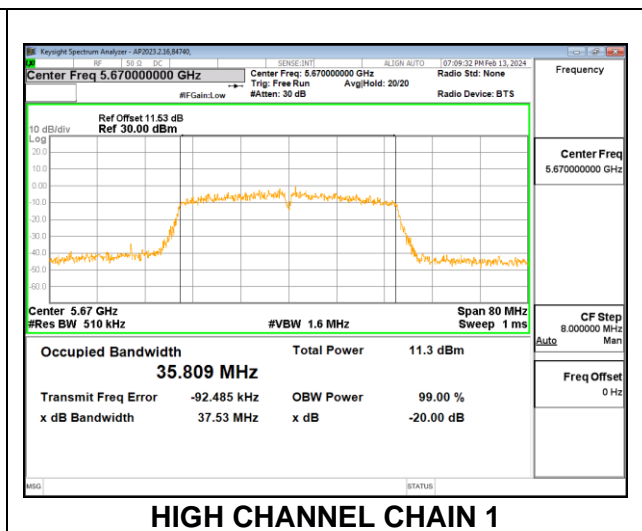 Keysight Spectrum Analyzer - AP2023.2.16,84740,
RF 50 Ω DC SENSE:INT ALIGN AUTO 07:09:32 PM Feb 13, 2024
Center Freq 5.670000000 GHz
Center Freq: 5.670000000 GHz Radio Std: None
Trig: Free Run Avg|Hold: 20/20
#IFGain:Low #Atten: 30 dB Radio Device: BTS
Frequency
Ref Offset 11.53 dB
10 dB/div Ref 30.00 dBm
Log
20.0
10.0
0.00
-10.0
-20.0
-30.0
-40.0
-50.0
-60.0
Center 5.67 GHz Span 80 MHz
#Res BW 510 kHz #VBW 1.6 MHz Sweep 1 ms
Occupied Bandwidth Total Power 11.3 dBm
35.809 MHz
Transmit Freq Error -92.485 kHz OBW Power 99.00 %
x dB Bandwidth 37.53 MHz x dB -20.00 dB
Center Freq
5.670000000 GHz
CF Step
8.000000 MHz
Auto Man
Freq Offset
0 Hz
MSG STATUS
HIGH CHANNEL CHAIN 1